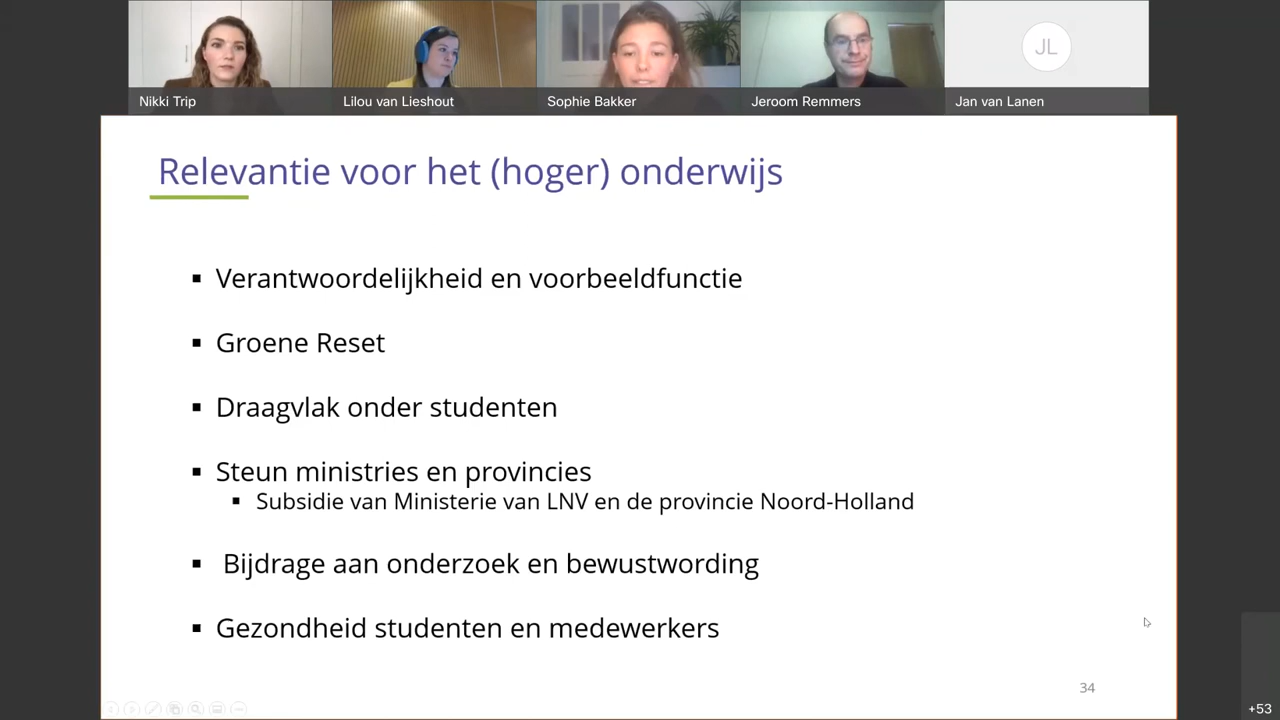 Nikki Trip
Lilou van Lieshout
Sophie Bakker
Jeroom Remmers
JL
Jan van Lanen
Relevantie voor het (hoger) onderwijs
▪ Verantwoordelijkheid en voorbeeldfunctie
▪ Groene Reset
▪ Draagvlak onder studenten
▪ Steun ministries en provincies
▪ Subsidie van Ministerie van LNV en de provincie Noord-Holland
▪ Bijdrage aan onderzoek en bewustwording
▪ Gezondheid studenten en medewerkers
34
+53